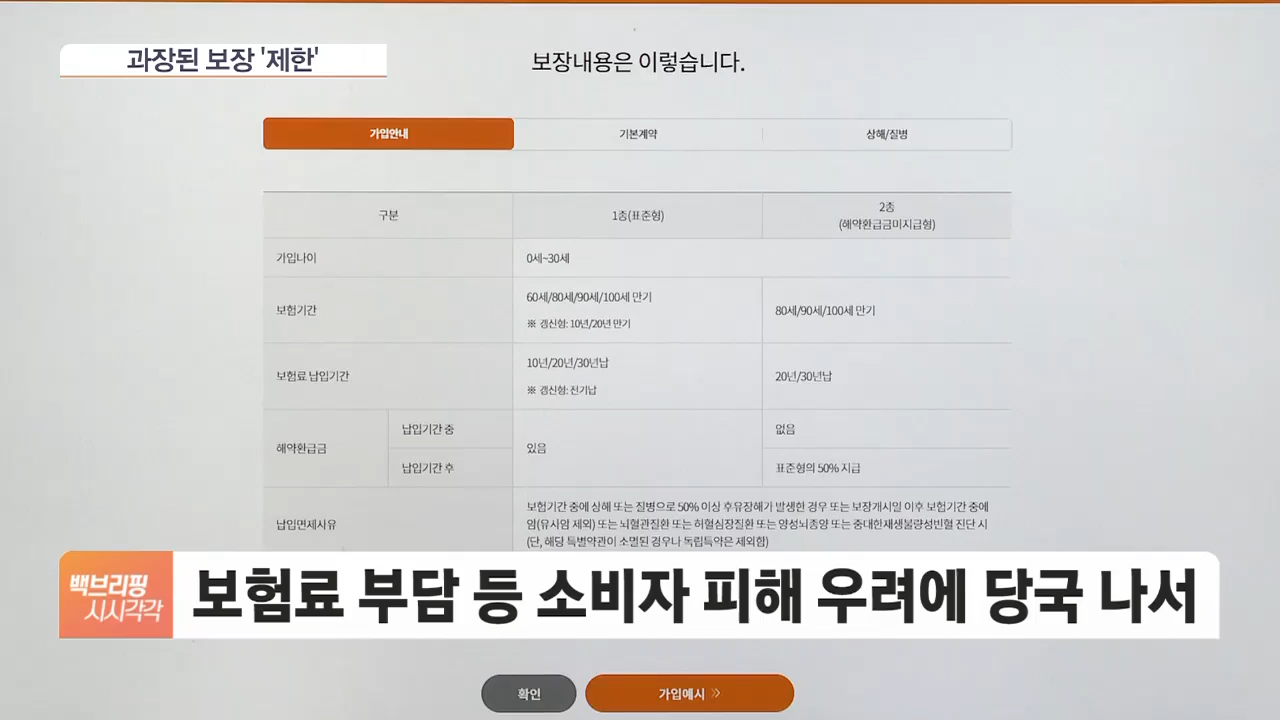 과장된 보장 '제한'
보장내용은 이렇습니다.
가입안내
기본계약
상해/질병
구분
1종(표준형)
2종
(해약환급금미지급형)
가입나이
0세~30세
보험기간
60세/80세/90세/100세 만기
※ 갱신형: 10년/20년 만기
80세/90세/100세 만기
보험료 납입기간
10년/20년/30년납
※ 갱신형: 전기납
20년/30년납
해약환급금
납입기간 중
있음
없음
납입기간 후
표준형의 50% 지급
납입면제사유
보험기간 중에 상해 또는 질병으로 50% 이상 후유장해가 발생한 경우 또는 보장개시일 이후 보험기간 중에
암(유사암 제외) 또는 뇌혈관질환 또는 허혈심장질환 또는 양성뇌종양 또는 중대한재생불량성빈혈 진단 시
(단, 해당 특별약관이 소멸된 경우나 독립특약은 제외함)
백브리핑
시시각각
보험료 부담 등 소비자 피해 우려에 당국 나서
확인
가입예시 »